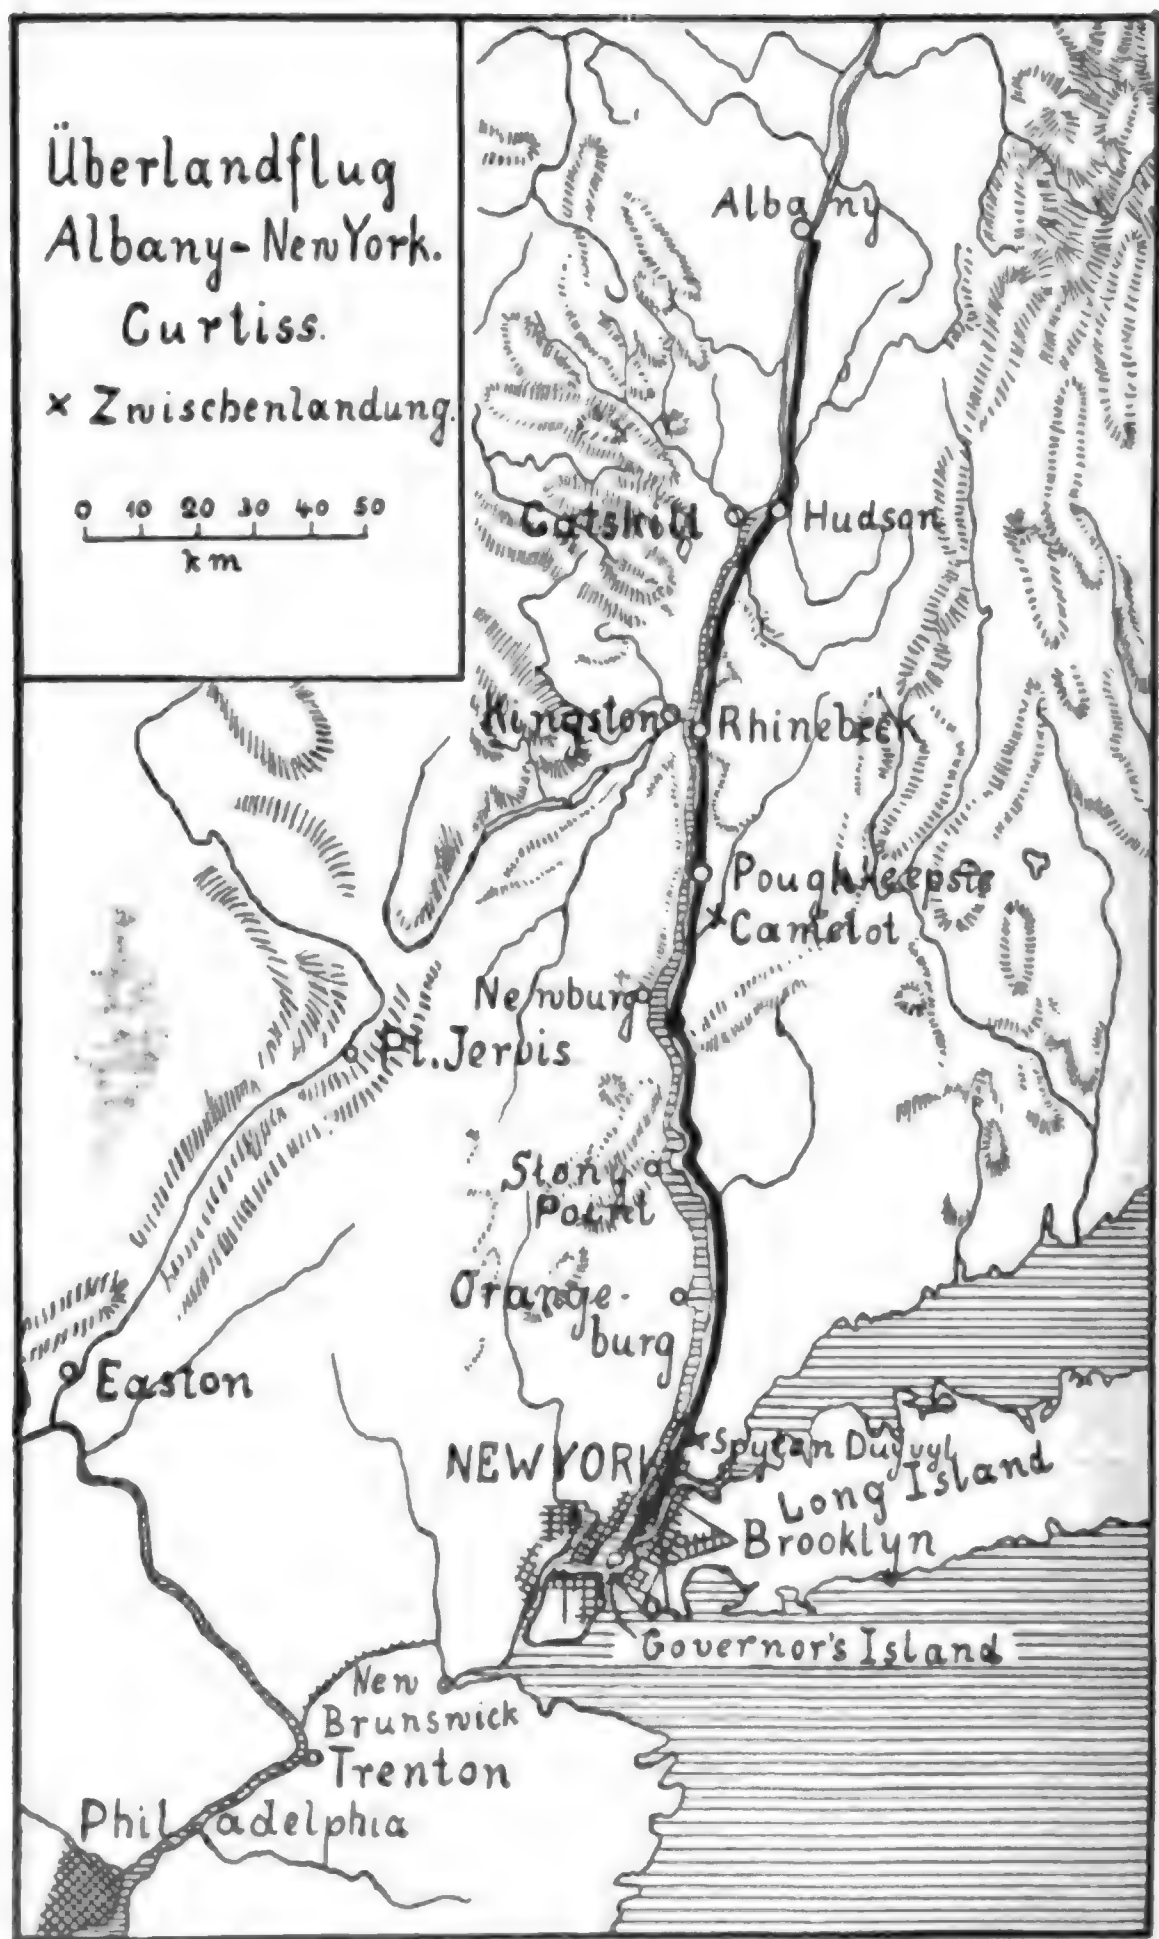 Überlandflug
Albany-New York.
Curtiss.
x Zwischenlandung.
0 10 20 30 40 50
km
Albany
Catskill
Hudson
Kingston
Rhinebeck
Poughkeepsie
x Camelot
Newburg
Pt. Jervis
Stony
Point
Orange-
burg
Easton
NEW YORK
x Spytan Duyvyl
Long Island
Brooklyn
Governor's Island
New
Brunswick
Trenton
Philadelphia